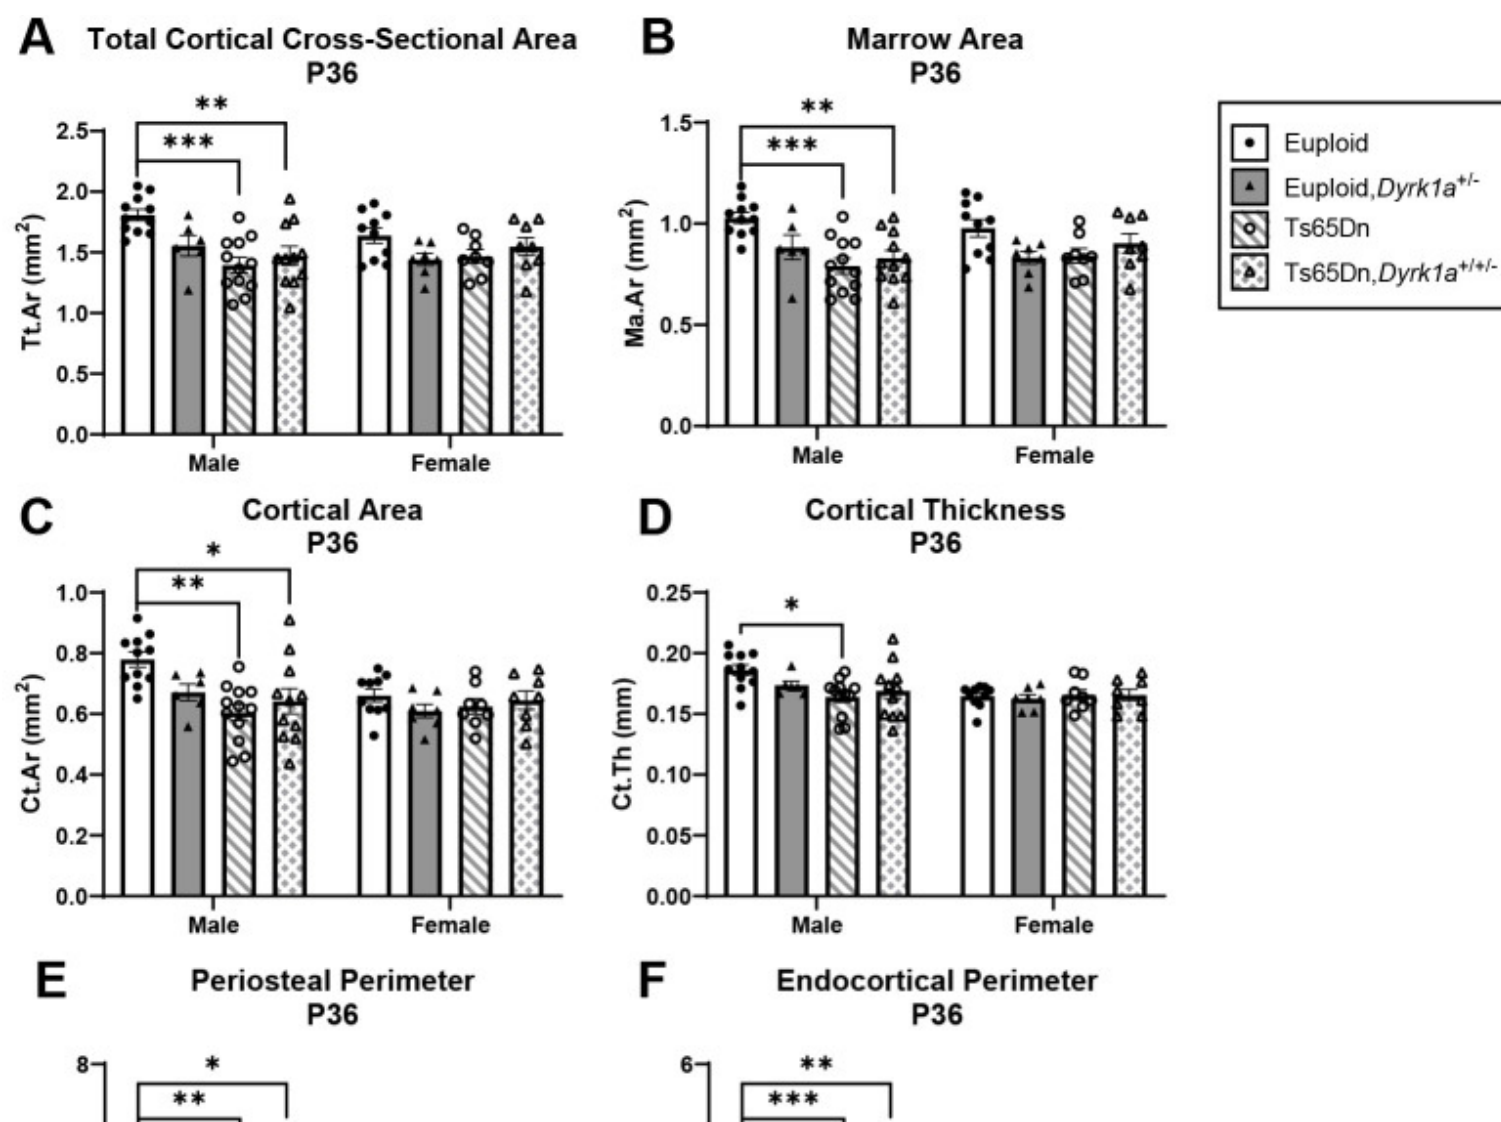 A Total Cortical Cross-Sectional Area
P36
**
***
2.5
2.0
1.5
1.0
0.5
0.0
Tt.Ar (mm²)
Male Female
B Marrow Area
P36
**
***
1.5
1.0
0.5
0.0
Ma.Ar (mm²)
Male Female
Euploid
Euploid,Dyrk1a+/-
Ts65Dn
Ts65Dn,Dyrk1a+/+/-
C Cortical Area
P36
*
**
1.0
0.8
0.6
0.4
0.2
0.0
Ct.Ar (mm²)
Male Female
D Cortical Thickness
P36
*
0.25
0.20
0.15
0.10
0.05
0.00
Ct.Th (mm)
Male Female
E Periosteal Perimeter
P36
8
*
**
F Endocortical Perimeter
P36
6
**
***